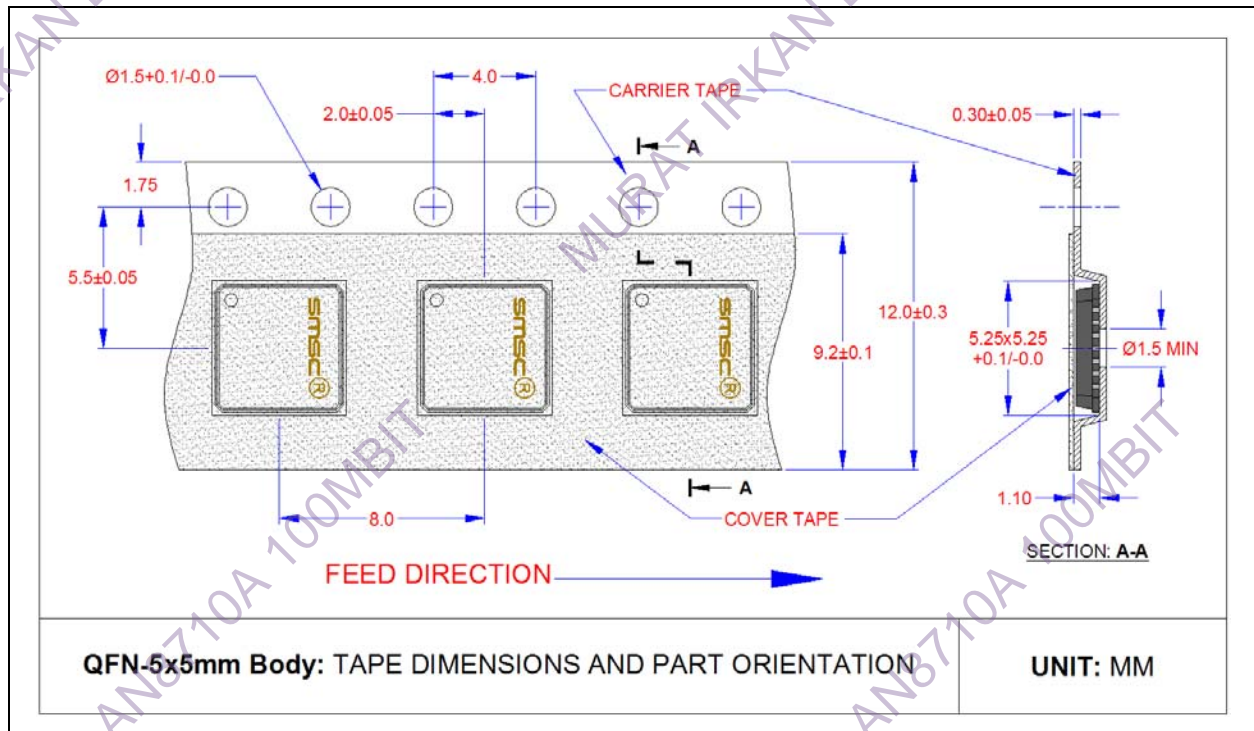 Ø1.5+0.1/-0.0
4.0
CARRIER TAPE
2.0±0.05
0.30±0.05
A
1.75
5.5±0.05
12.0±0.3
9.2±0.1
5.25x5.25
+0.1/-0.0
Ø1.5 MIN
smsc®
smsc®
smsc®
A
1.10
8.0
COVER TAPE
SECTION: A-A
FEED DIRECTION
QFN-5x5mm Body: TAPE DIMENSIONS AND PART ORIENTATION
UNIT: MM
MURAT IRKAN
AN8710A 100MBIT
AN8710A 100MBIT